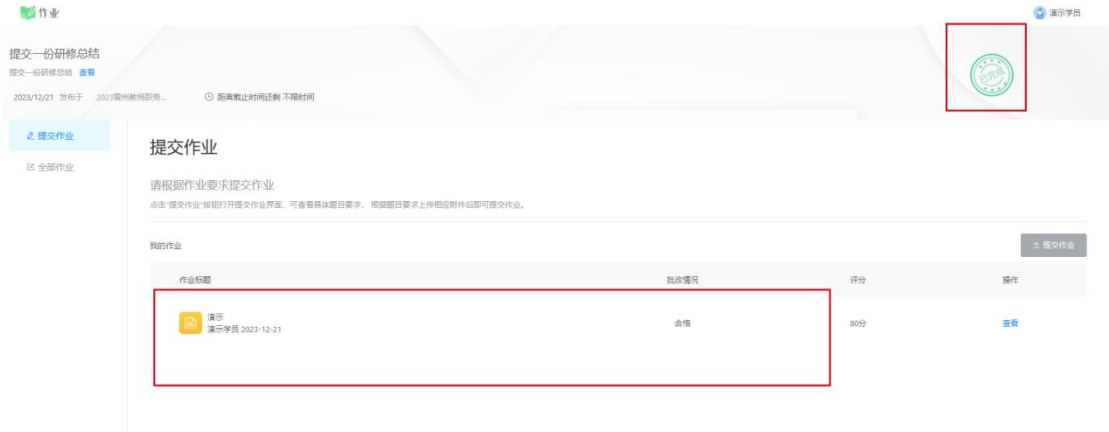 作业
演示学员
提交一份研修总结
提交一份研修总结 查看
2023/12/21 发布于 2023雷州教师职务... 距离截止时间还剩 不限时间
已完成
提交作业
全部作业
提交作业
请根据作业要求提交作业
点击“提交作业”按钮打开提交作业界面，可查看具体题目要求， 根据题目要求上传相应附件后即可提交作业。
我的作业
提交作业
作业标题 批改情况 评分 操作
演示
演示学员 2023-12-21
合格 80分 查看